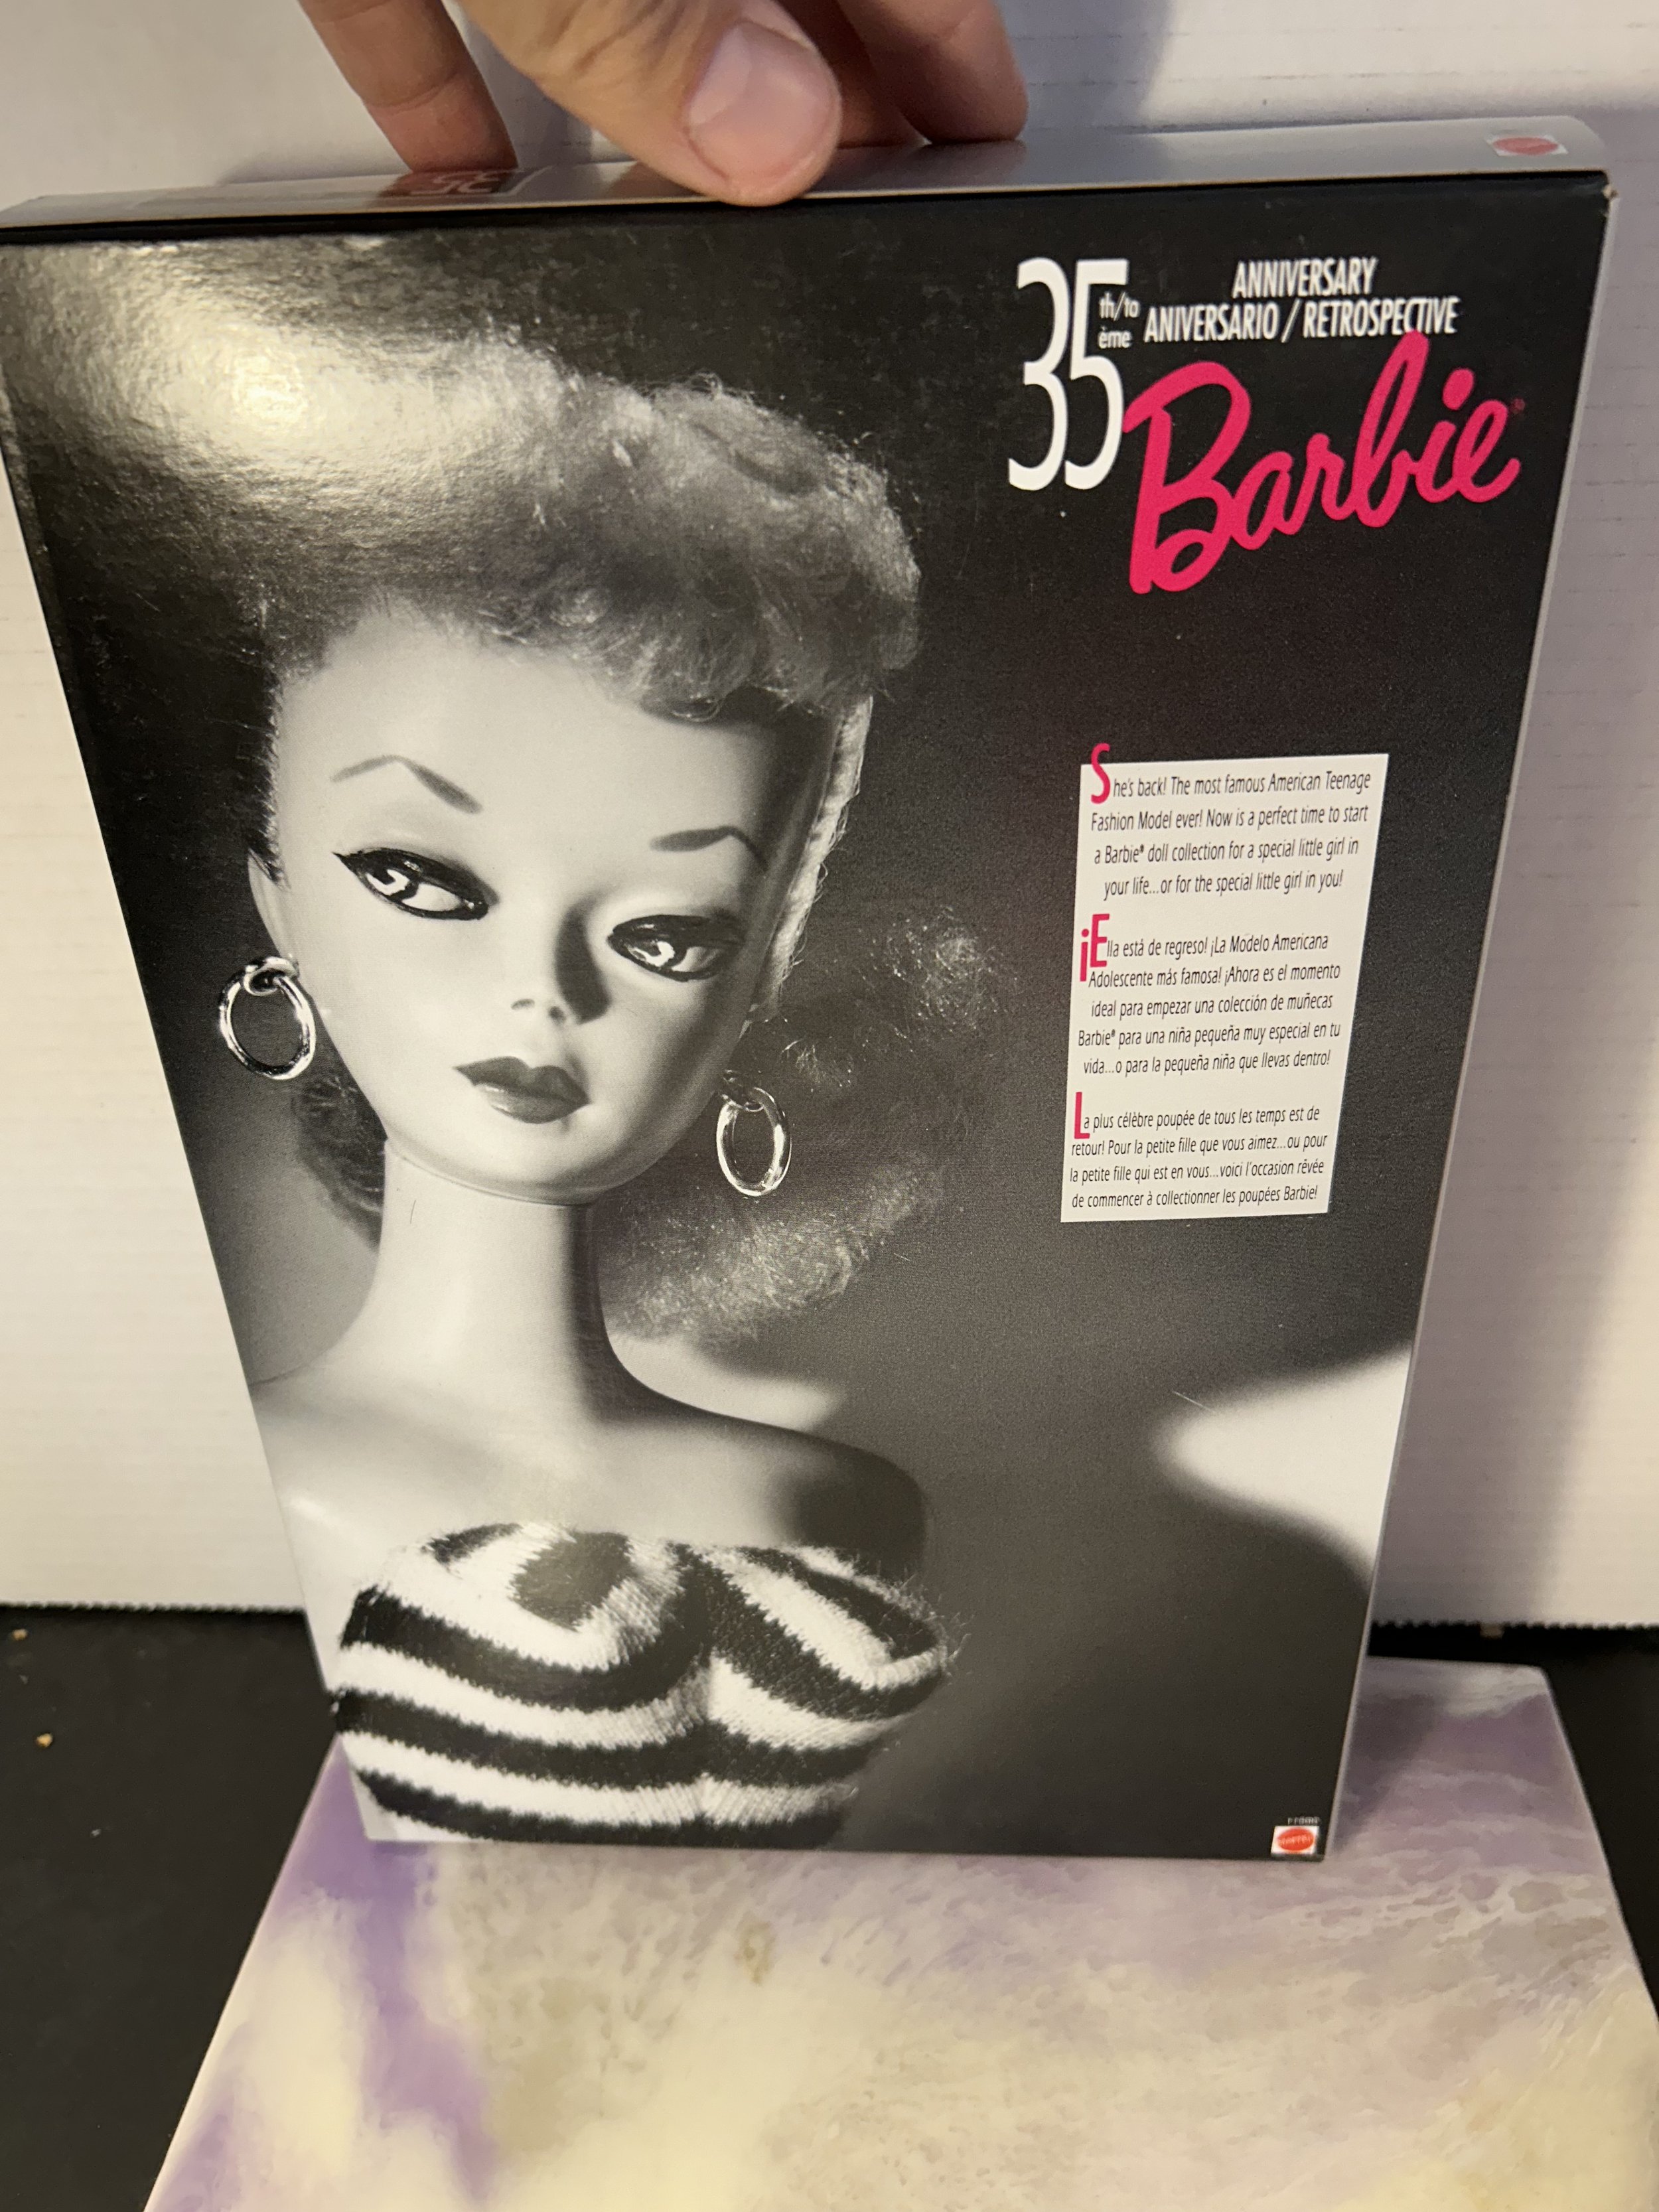 35
35th/to
ème
ANNIVERSARY
ANIVERSARIO / RETROSPECTIVE
Barbie®
She's back! The most famous American Teenage
Fashion Model ever! Now is a perfect time to start
a Barbie® doll collection for a special little girl in
your life...or for the special little girl in you!
¡Ella está de regreso! ¡La Modelo Americana
Adolescente más famosa! ¡Ahora es el momento
ideal para empezar una colección de muñecas
Barbie® para una niña pequeña muy especial en tu
vida...o para la pequeña niña que llevas dentro!
La plus célèbre poupée de tous les temps est de
retour! Pour la petite fille que vous aimez...ou pour
la petite fille qui est en vous...voici l'occasion rêvée
de commencer à collectionner les poupées Barbie!
MATTEL